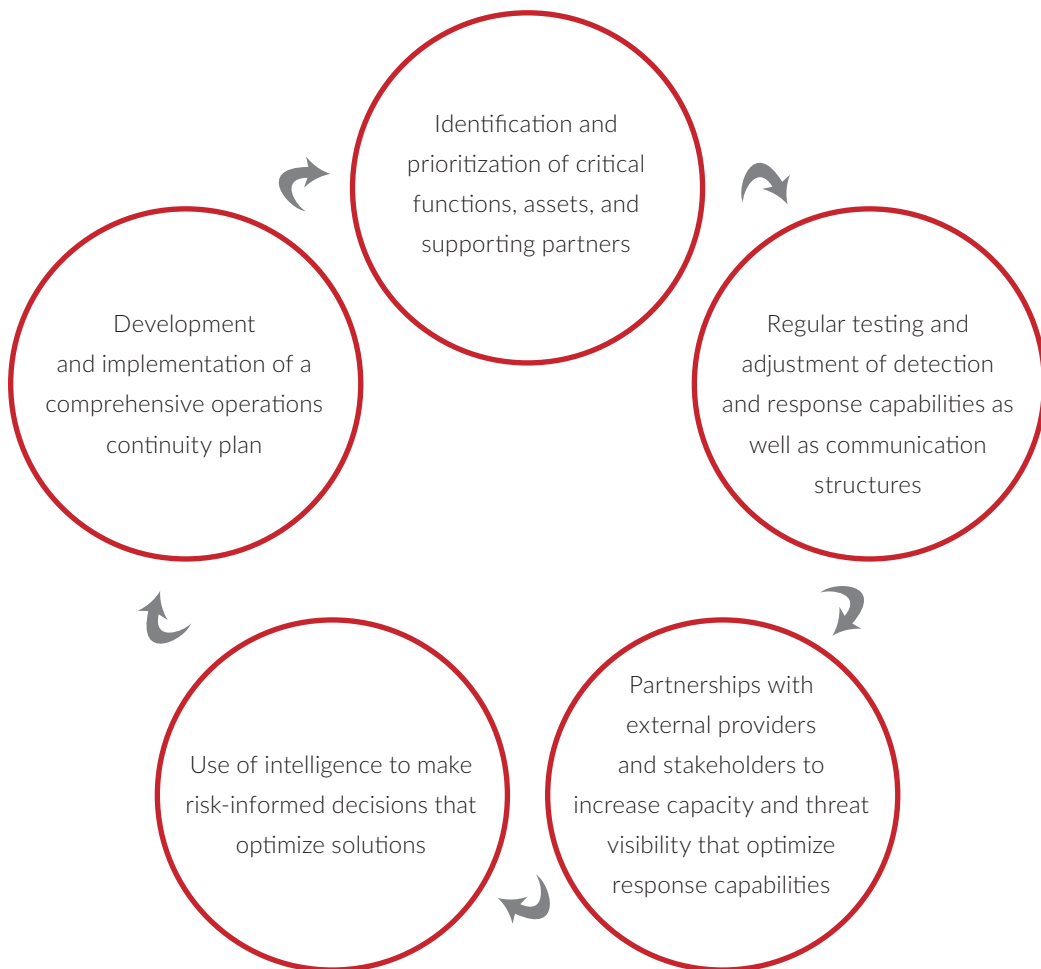 Identification and
prioritization of critical
functions, assets, and
supporting partners
Regular testing and
adjustment of detection
and response capabilities as
well as communication
structures
Partnerships with
external providers
and stakeholders to
increase capacity and threat
visibility that optimize
response capabilities
Use of intelligence to make
risk-informed decisions that
optimize solutions
Development
and implementation of a
comprehensive operations
continuity plan